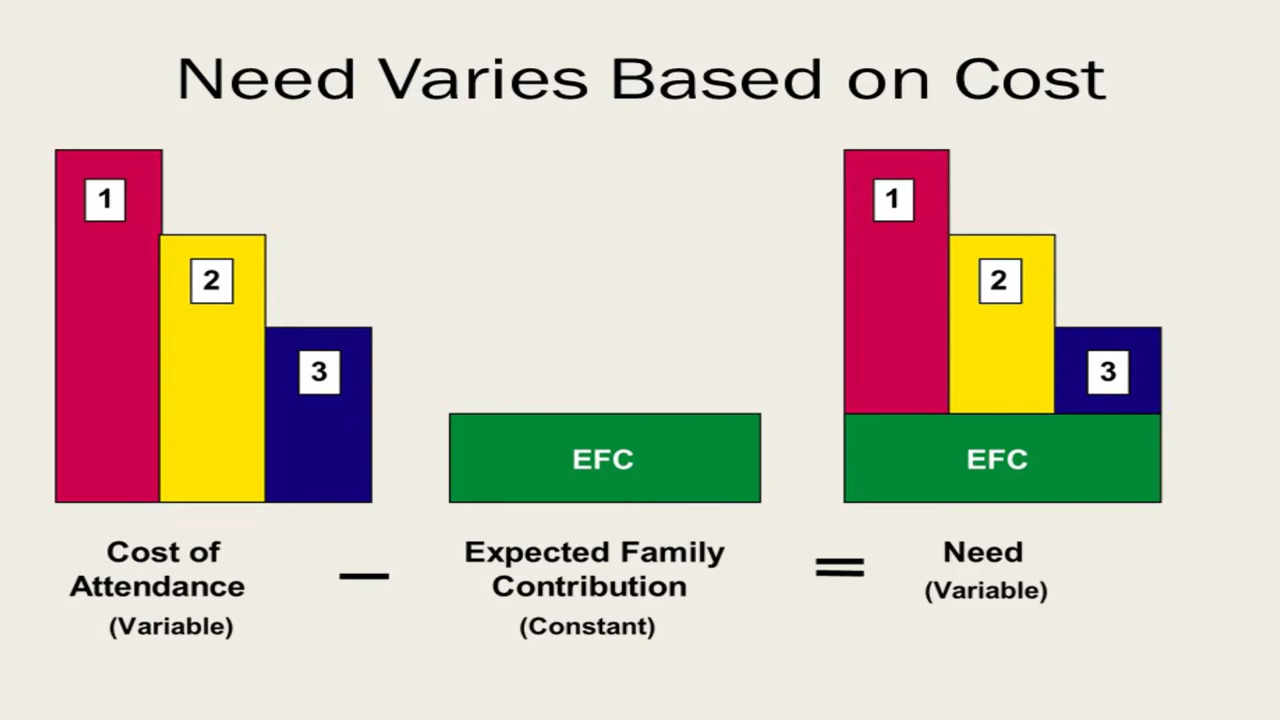 Need Varies Based on Cost
1
2
3
EFC
1
2
3
EFC
Cost of
Attendance
(Variable)
—
Expected Family
Contribution
(Constant)
=
Need
(Variable)